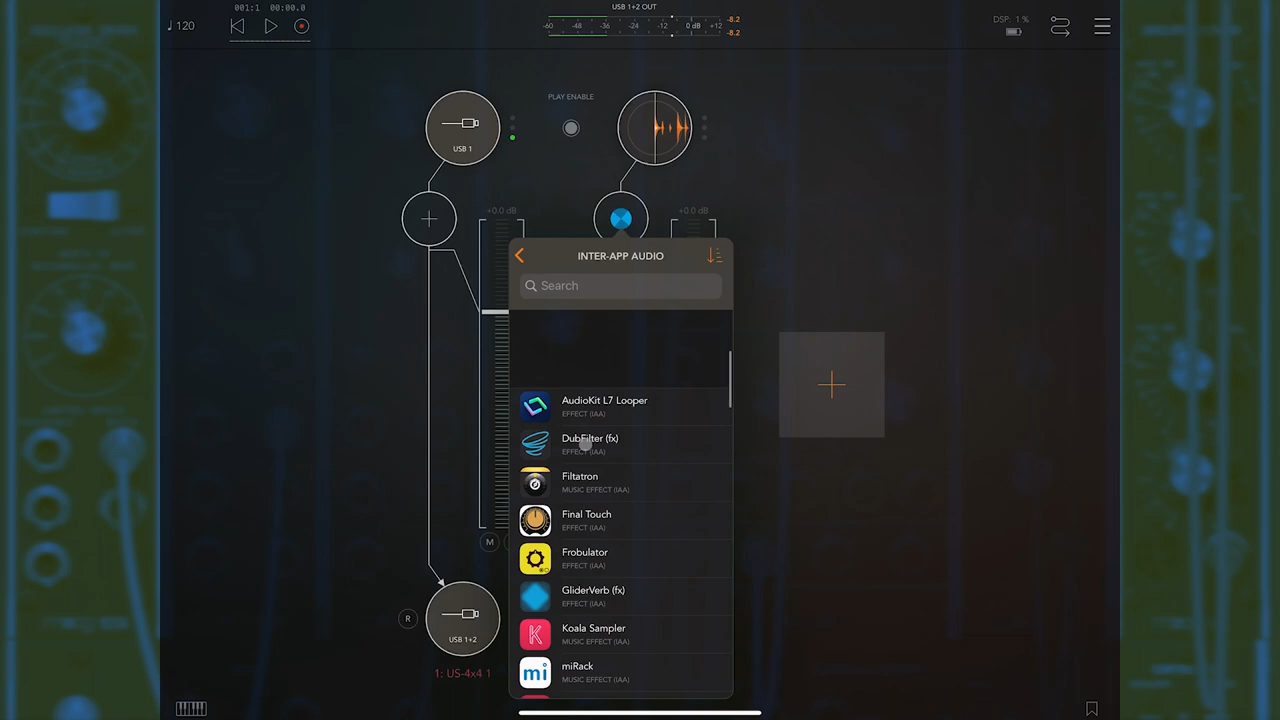 001:1 00:00.0
USB 1+2 OUT
120
-60 -48 -36 -24 -12 0 dB +12
-8.2
-8.2
DSP: 1 %
PLAY ENABLE
USB 1
+0.0 dB
+0.0 dB
INTER-APP AUDIO
Search
AudioKit L7 Looper
EFFECT (IAA)
DubFilter (fx)
EFFECT (IAA)
Filtatron
MUSIC EFFECT (IAA)
Final Touch
EFFECT (IAA)
M
Frobulator
EFFECT (IAA)
GliderVerb (fx)
EFFECT (IAA)
R
K
Koala Sampler
MUSIC EFFECT (IAA)
USB 1+2
mi
miRack
MUSIC EFFECT (IAA)
1: US-4x4 1